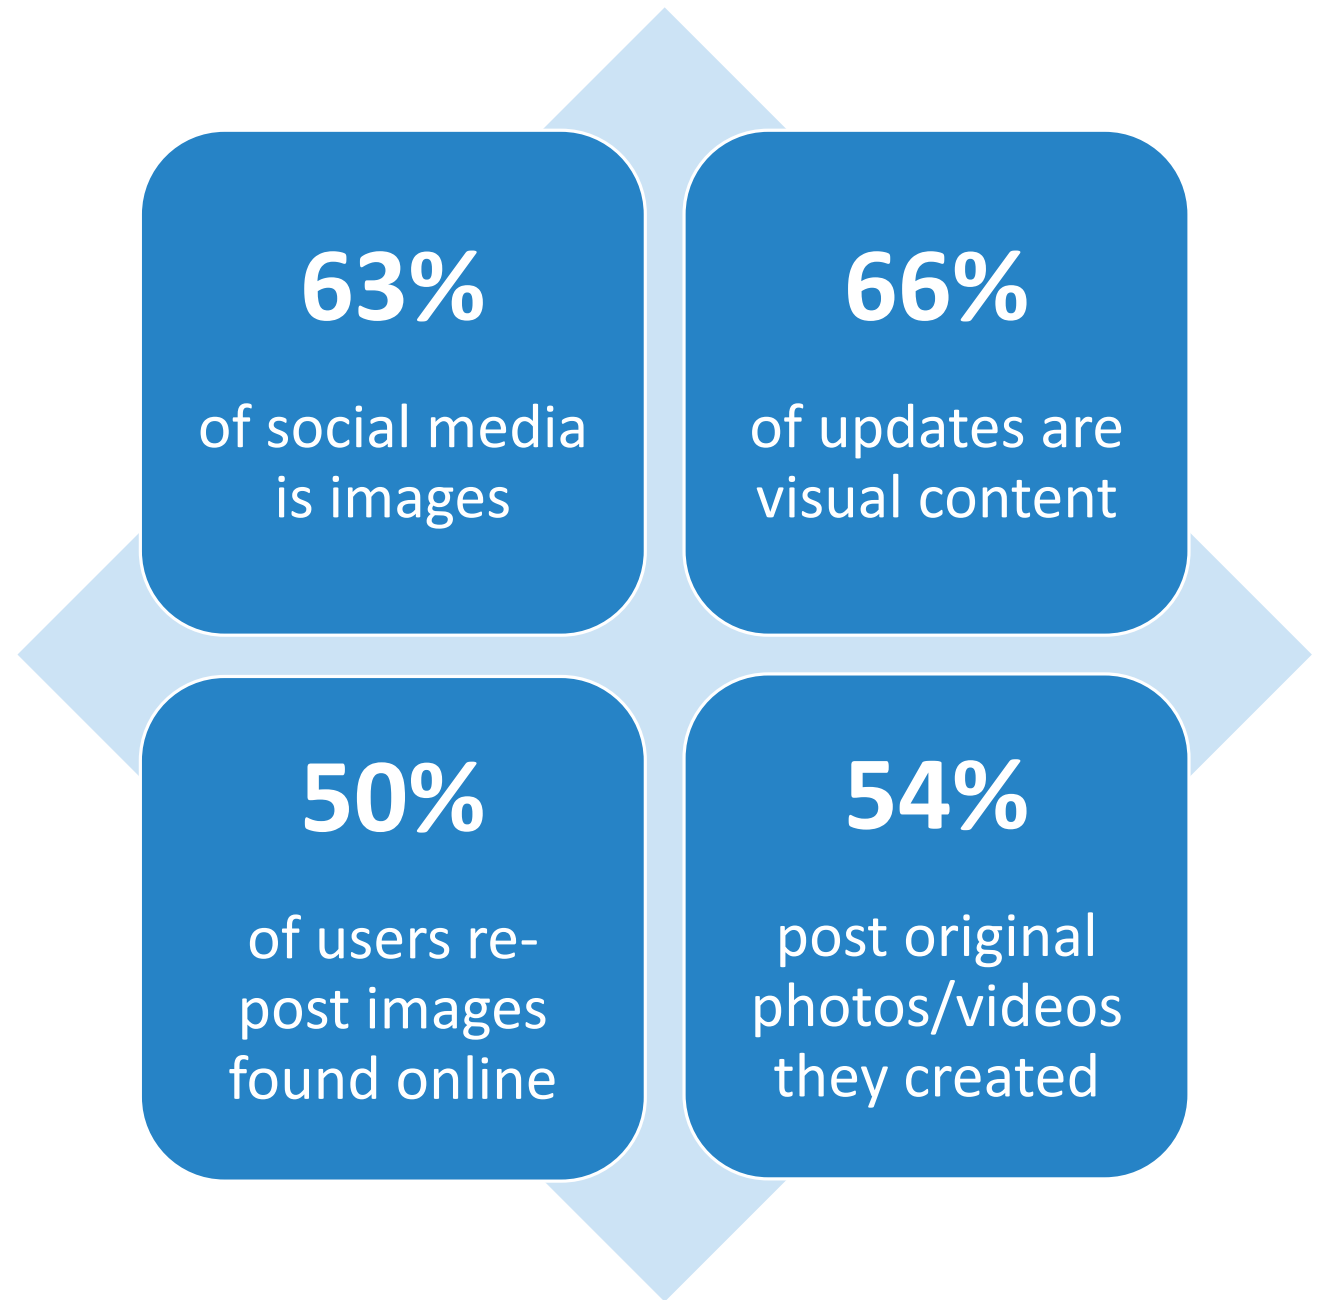 63%
of social media
is images
66%
of updates are
visual content
50%
of users re-
post images
found online
54%
post original
photos/videos
they created